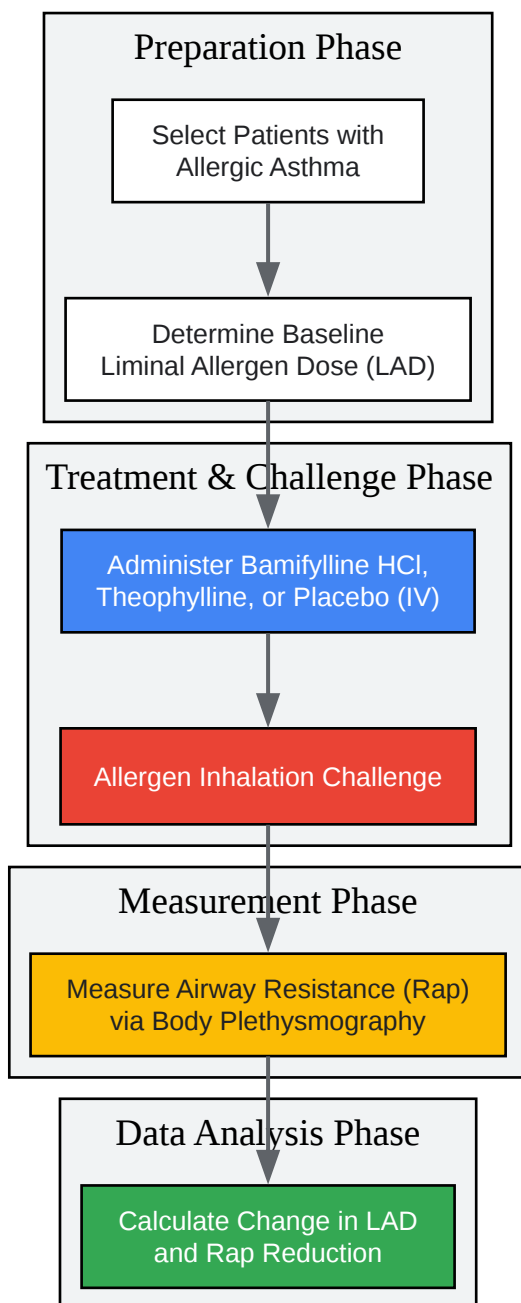 Preparation Phase
Select Patients with
Allergic Asthma
Determine Baseline
Liminal Allergen Dose (LAD)
Treatment & Challenge Phase
Administer Bamifylline HCl,
Theophylline, or Placebo (IV)
Allergen Inhalation Challenge
Measurement Phase
Measure Airway Resistance (Rap)
via Body Plethysmography
Data Analysis Phase
Calculate Change in LAD
and Rap Reduction